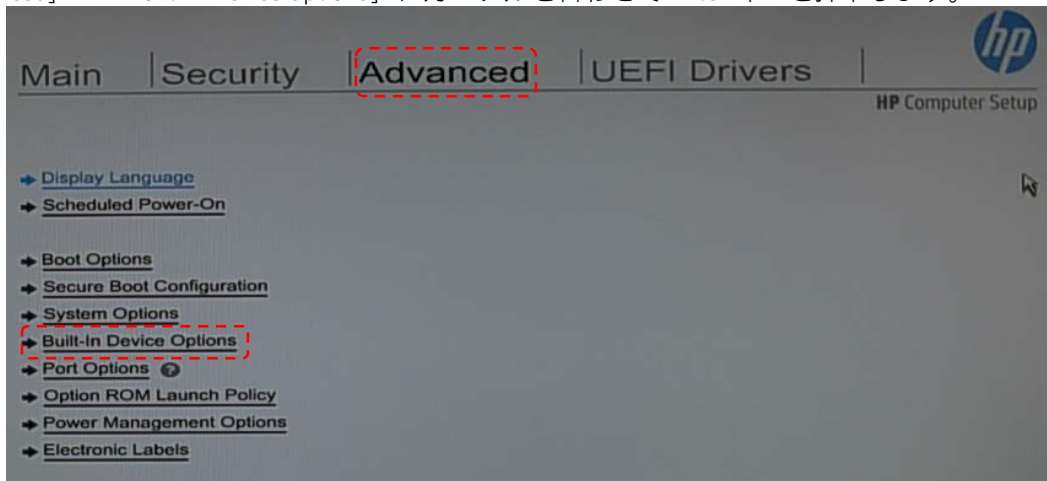 Main | Security | Advanced | UEFI Drivers |
hp
HP Computer Setup
Display Language
Scheduled Power-On
Boot Options
Secure Boot Configuration
System Options
Built-In Device Options
Port Options ?
Option ROM Launch Policy
Power Management Options
Electronic Labels